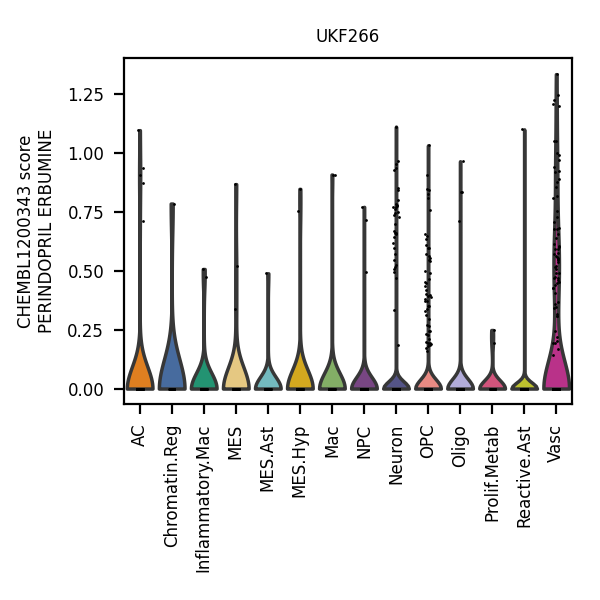 UKF266
CHEMBL1200343 score
PERINDOPRIL ERBUMINE
1.25
1.00
0.75
0.50
0.25
0.00
AC
Chromatin.Reg
Inflammatory.Mac
MES
MES.Ast
MES.Hyp
Mac
NPC
Neuron
OPC
Oligo
Prolif.Metab
Reactive.Ast
Vasc